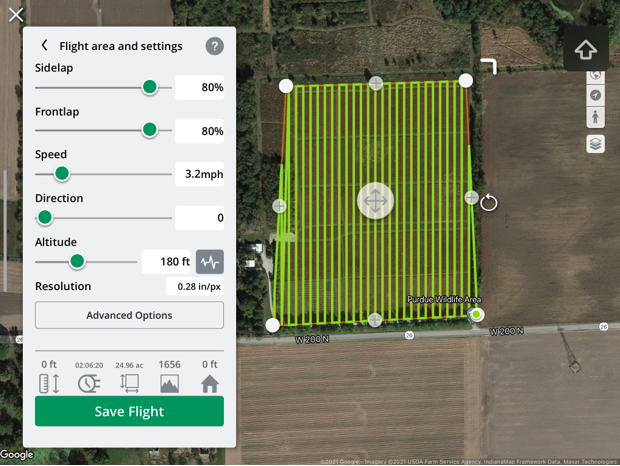 Flight area and settings
?
Sidelap
80%
Frontlap
80%
Speed
3.2mph
Direction
0
Altitude
180 ft
Resolution
0.28 in/px
Advanced Options
0 ft 02:06:20 24.96 ac 1656 0 ft
Save Flight
Purdue Wildlife Area
W 200 N
26
W 200 N
26
26
Google
©2021 Google - Imagery ©2021 USDA Farm Service Agency, IndianaMap Framework Data, Maxar Technologies